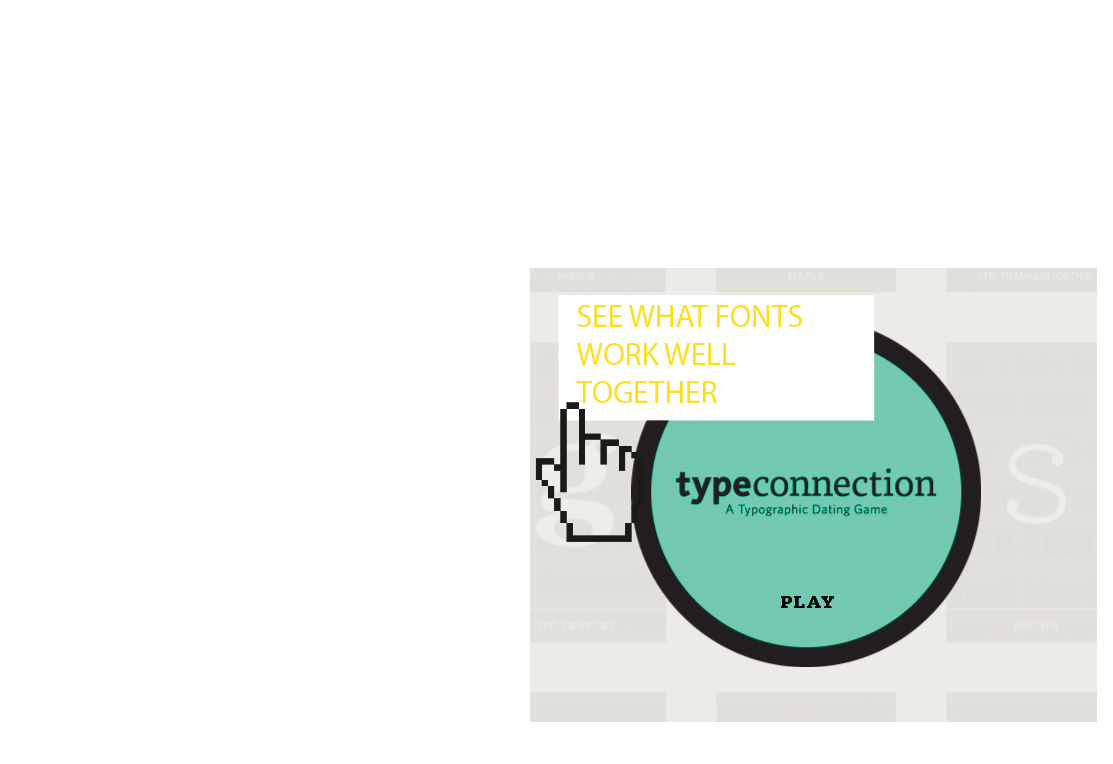 AVENIR
MAPLE
ITC FRANKLIN GOTHIC
SEE WHAT FONTS
WORK WELL
TOGETHER
g
S
typeconnection
A Typographic Dating Game
PLAY
ITC CENTURY
ARCHER